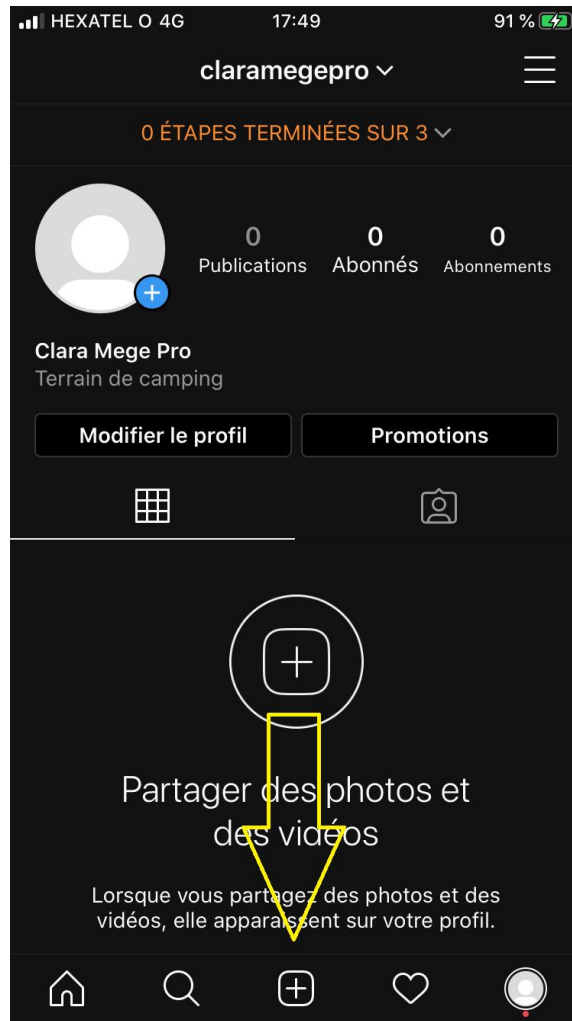 HEXATEL O 4G 17:49 91 %
claramegepro
0 ÉTAPES TERMINÉES SUR 3
0 0 0
Publications Abonnés Abonnements
Clara Mege Pro
Terrain de camping
Modifier le profil Promotions
Partager des photos et
des vidéos
Lorsque vous partagez des photos et des
vidéos, elle apparaissent sur votre profil.